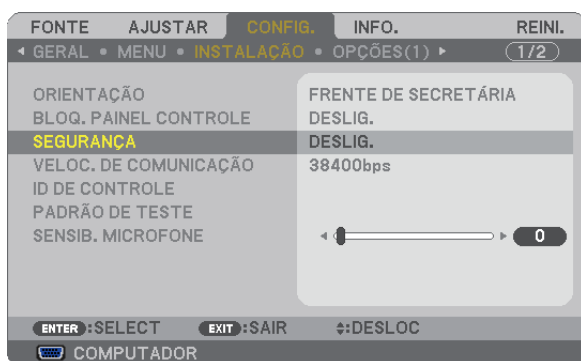 FONTE AJUSTAR CONFIG. INFO. REINI.
GERAL • MENU • INSTALAÇÃO • OPÇÕES(1) 1/2
ORIENTAÇÃO FRENTE DE SECRETÁRIA
BLOQ. PAINEL CONTROLE DESLIG.
SEGURANÇA DESLIG.
VELOC. DE COMUNICAÇÃO 38400bps
ID DE CONTROLE
PADRÃO DE TESTE
SENSIB. MICROFONE 0
ENTER :SELECT EXIT :SAIR :DESLOC
COMPUTADOR